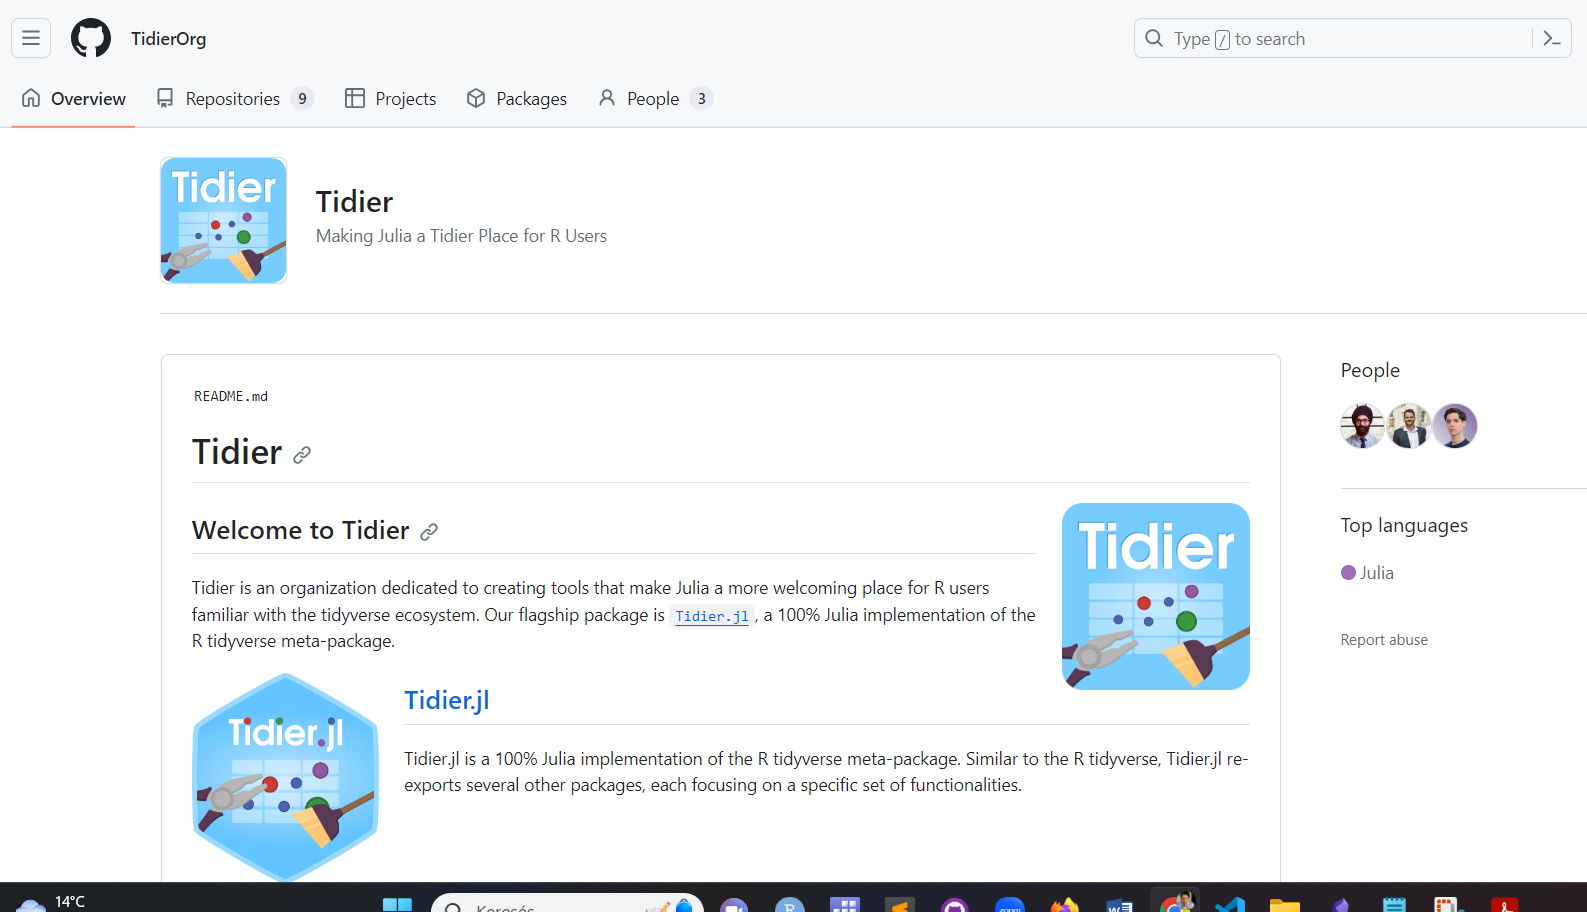 TidierOrg
Type / to search
Overview
Repositories 9
Projects
Packages
People 3
Tidier
Tidier
Making Julia a Tidier Place for R Users
README.md
Tidier
Welcome to Tidier
Tidier
Tidier is an organization dedicated to creating tools that make Julia a more welcoming place for R users
familiar with the tidyverse ecosystem. Our flagship package is Tidier.jl , a 100% Julia implementation of the
R tidyverse meta-package.
Tidier.jl
Tidier.jl
Tidier.jl is a 100% Julia implementation of the R tidyverse meta-package. Similar to the R tidyverse, Tidier.jl re-
exports several other packages, each focusing on a specific set of functionalities.
People
Top languages
Julia
Report abuse
14°C
Keresés
R
zoom
W